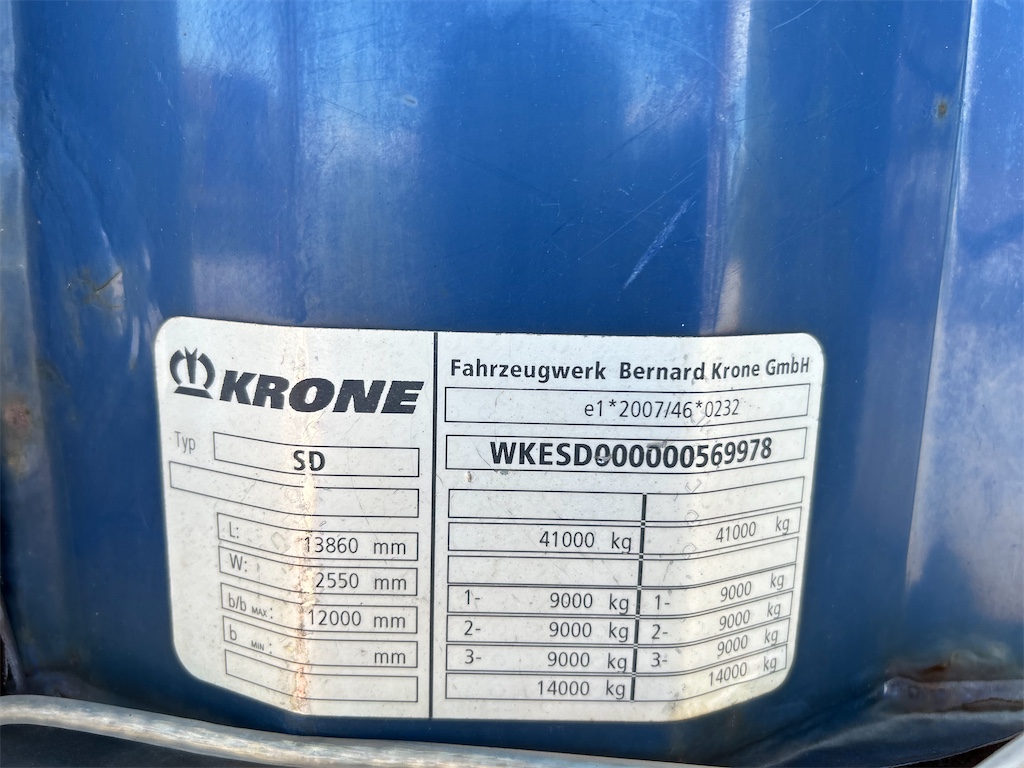 KRONE
Typ SD
L: 13860 mm
W: 2550 mm
b/b MAX: 12000 mm
b MIN: mm
Fahrzeugwerk Bernard Krone GmbH
e1*2007/46*0232
WKESD000000569978
41000 kg 41000 kg
1- 9000 kg 1- 9000 kg
2- 9000 kg 2- 9000 kg
3- 9000 kg 3- 9000 kg
14000 kg 14000 kg